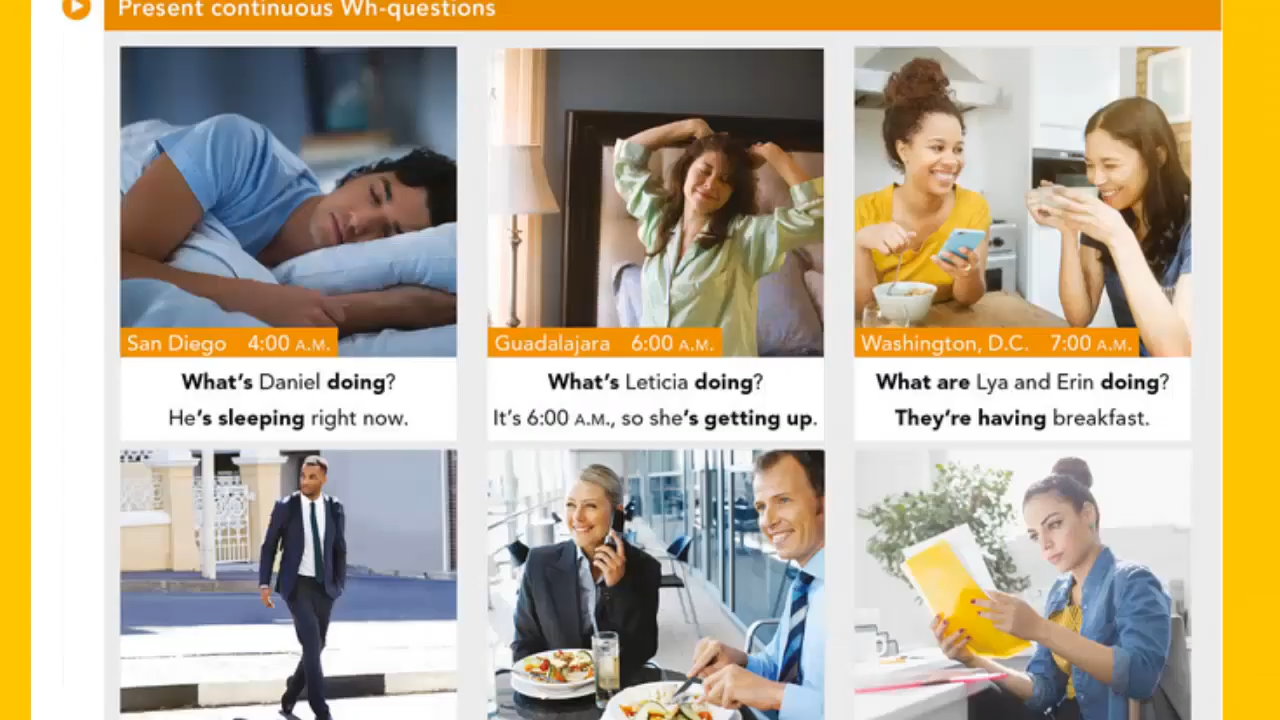 Present continuous Wh-questions
San Diego 4:00 A.M.
Guadalajara 6:00 A.M.
Washington, D.C. 7:00 A.M.
What's Daniel doing?
He's sleeping right now.
What's Leticia doing?
It's 6:00 A.M., so she's getting up.
What are Lya and Erin doing?
They're having breakfast.